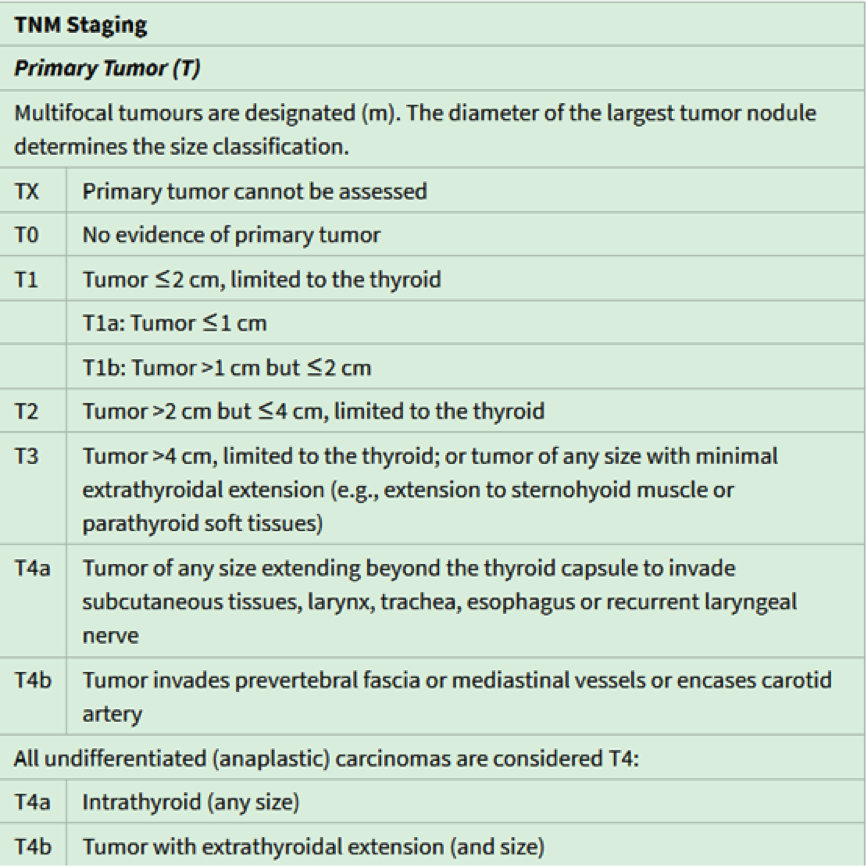 TNM Staging
Primary Tumor (T)
Multifocal tumours are designated (m). The diameter of the largest tumor nodule
determines the size classification.
TX Primary tumor cannot be assessed
T0 No evidence of primary tumor
T1 Tumor ≤2 cm, limited to the thyroid
T1a: Tumor ≤1 cm
T1b: Tumor >1 cm but ≤2 cm
T2 Tumor >2 cm but ≤4 cm, limited to the thyroid
T3 Tumor >4 cm, limited to the thyroid; or tumor of any size with minimal
extrathyroidal extension (e.g., extension to sternohyoid muscle or
parathyroid soft tissues)
T4a Tumor of any size extending beyond the thyroid capsule to invade
subcutaneous tissues, larynx, trachea, esophagus or recurrent laryngeal
nerve
T4b Tumor invades prevertebral fascia or mediastinal vessels or encases carotid
artery
All undifferentiated (anaplastic) carcinomas are considered T4:
T4a Intrathyroid (any size)
T4b Tumor with extrathyroidal extension (and size)